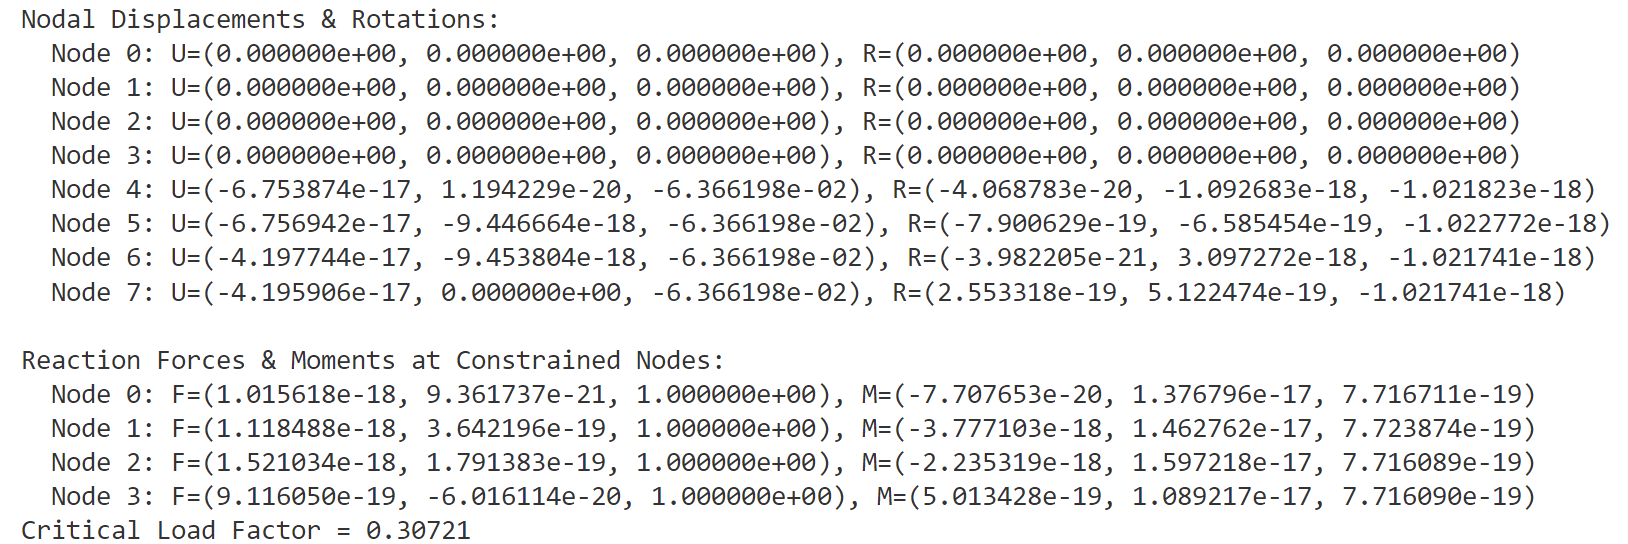 Nodal Displacements & Rotations:
Node 0: U=(0.000000e+00, 0.000000e+00, 0.000000e+00), R=(0.000000e+00, 0.000000e+00, 0.000000e+00)
Node 1: U=(0.000000e+00, 0.000000e+00, 0.000000e+00), R=(0.000000e+00, 0.000000e+00, 0.000000e+00)
Node 2: U=(0.000000e+00, 0.000000e+00, 0.000000e+00), R=(0.000000e+00, 0.000000e+00, 0.000000e+00)
Node 3: U=(0.000000e+00, 0.000000e+00, 0.000000e+00), R=(0.000000e+00, 0.000000e+00, 0.000000e+00)
Node 4: U=(-6.753874e-17, 1.194229e-20, -6.366198e-02), R=(-4.068783e-20, -1.092683e-18, -1.021823e-18)
Node 5: U=(-6.756942e-17, -9.446664e-18, -6.366198e-02), R=(-7.900629e-19, -6.585454e-19, -1.022772e-18)
Node 6: U=(-4.197744e-17, -9.453804e-18, -6.366198e-02), R=(-3.982205e-21, 3.097272e-18, -1.021741e-18)
Node 7: U=(-4.195906e-17, 0.000000e+00, -6.366198e-02), R=(2.553318e-19, 5.122474e-19, -1.021741e-18)
Reaction Forces & Moments at Constrained Nodes:
Node 0: F=(1.015618e-18, 9.361737e-21, 1.000000e+00), M=(-7.707653e-20, 1.376796e-17, 7.716711e-19)
Node 1: F=(1.118488e-18, 3.642196e-19, 1.000000e+00), M=(-3.777103e-18, 1.462762e-17, 7.723874e-19)
Node 2: F=(1.521034e-18, 1.791383e-19, 1.000000e+00), M=(-2.235319e-18, 1.597218e-17, 7.716089e-19)
Node 3: F=(9.116050e-19, -6.016114e-20, 1.000000e+00), M=(5.013428e-19, 1.089217e-17, 7.716090e-19)
Critical Load Factor = 0.30721